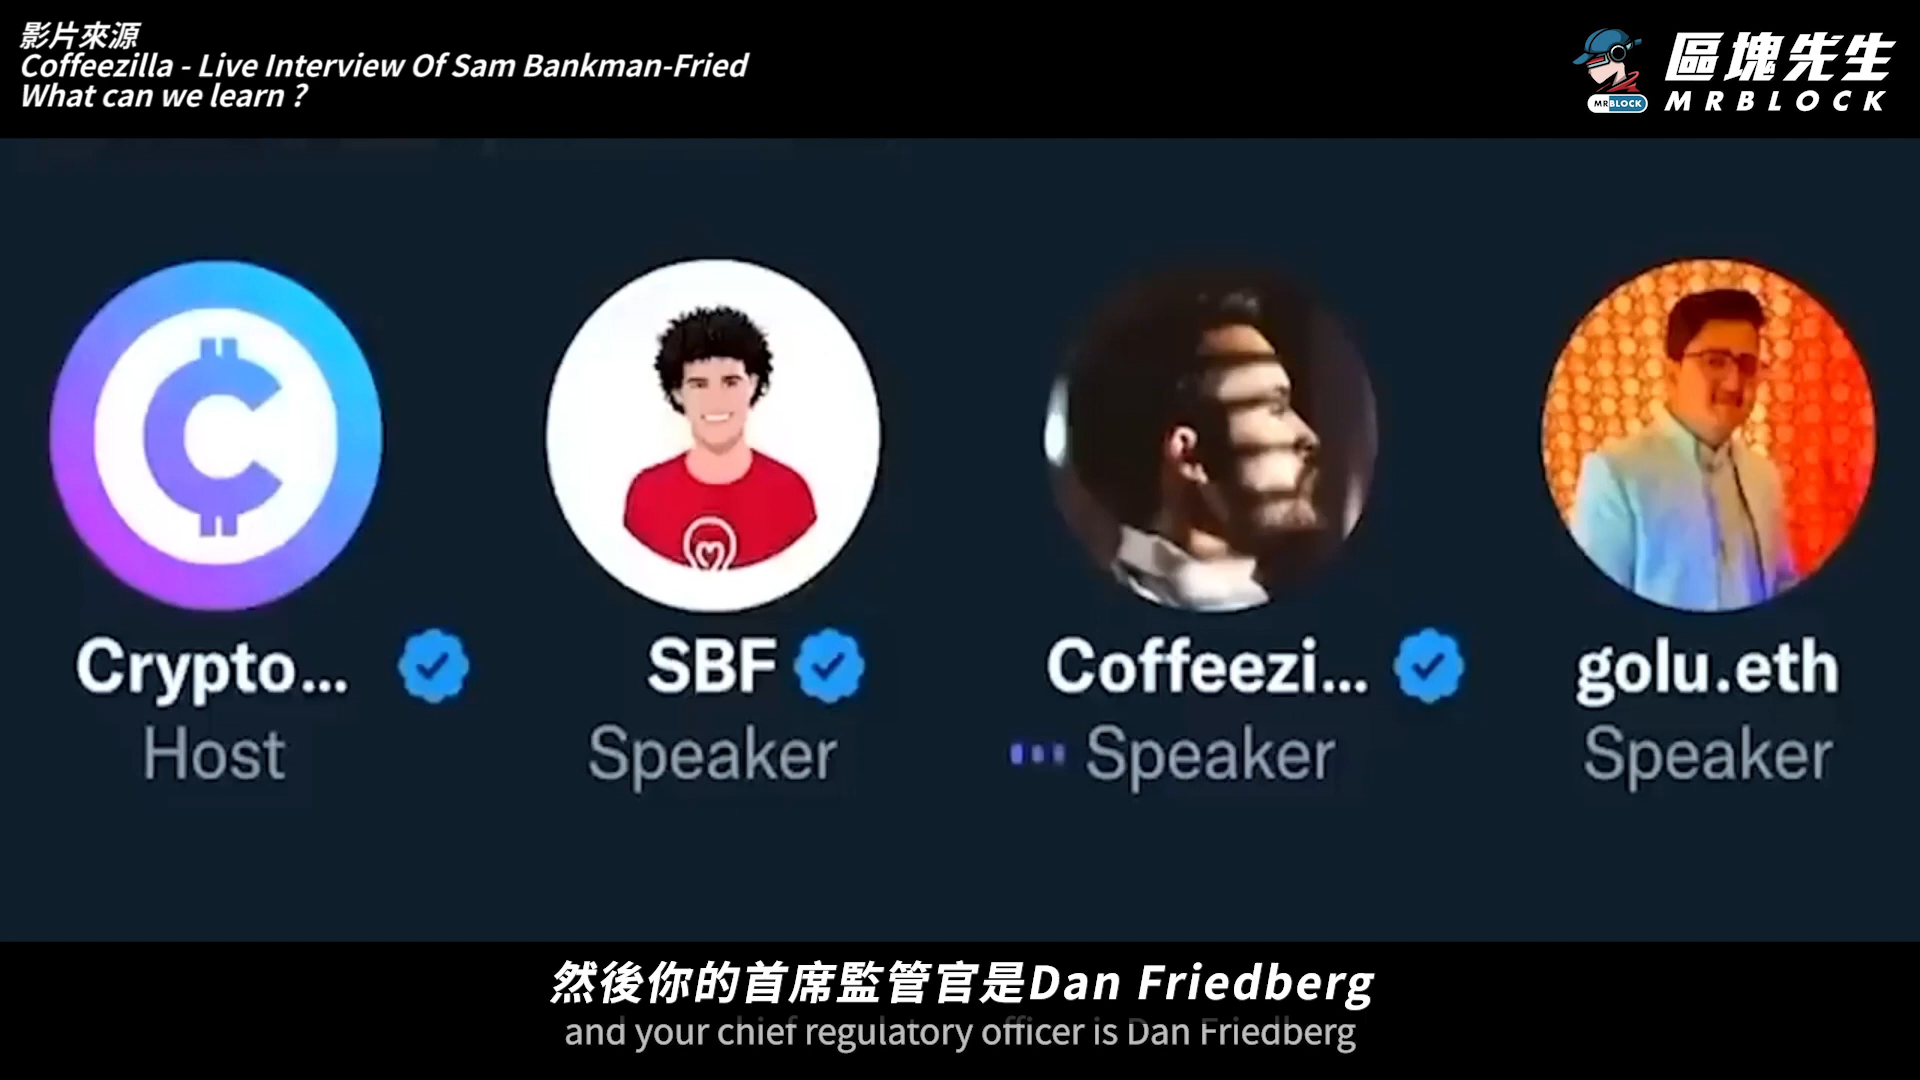 影片來源
Coffeezilla - Live Interview Of Sam Bankman-Fried
What can we learn ?
區塊先生
MRBLOCK
MRBLOCK
Crypto...
SBF
Coffeezi...
golu.eth
Host
Speaker
Speaker
Speaker
然後你的首席監管官是Dan Friedberg
and your chief regulatory officer is Dan Friedberg